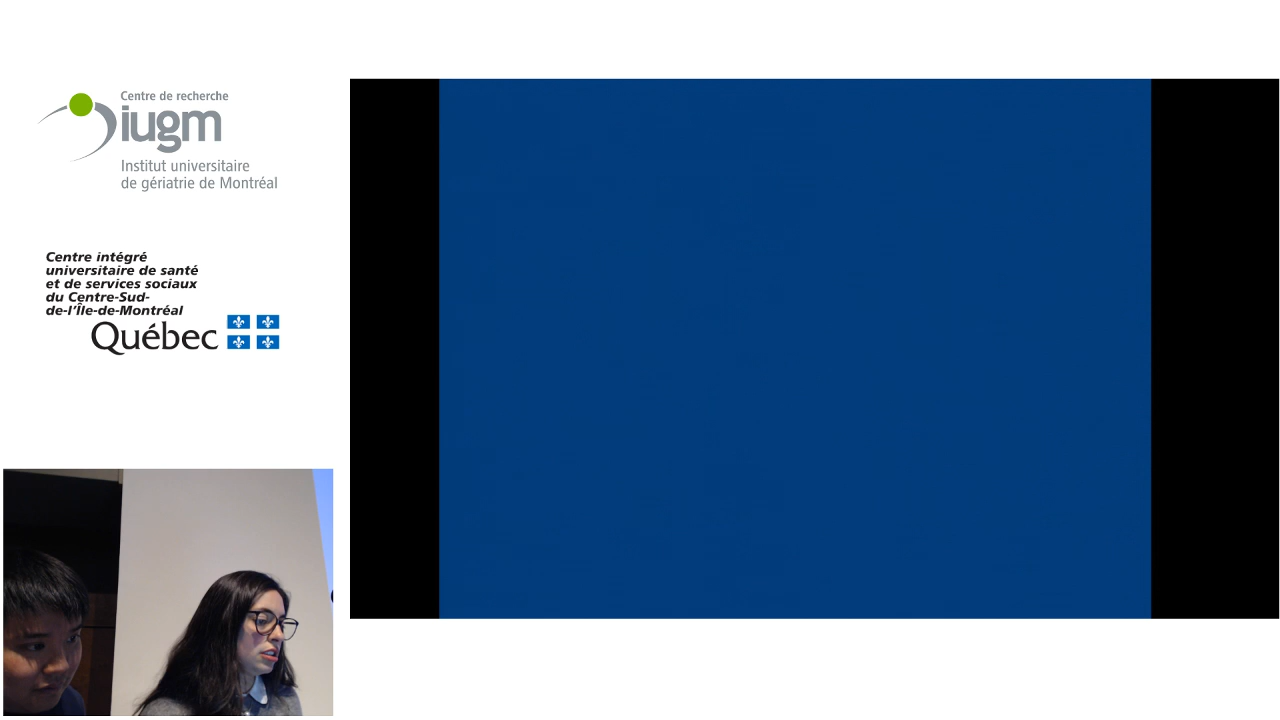 Centre de recherche
iugm
Institut universitaire
de gériatrie de Montréal
Centre intégré
universitaire de santé
et de services sociaux
du Centre-Sud-
de-l'Île-de-Montréal
Québec